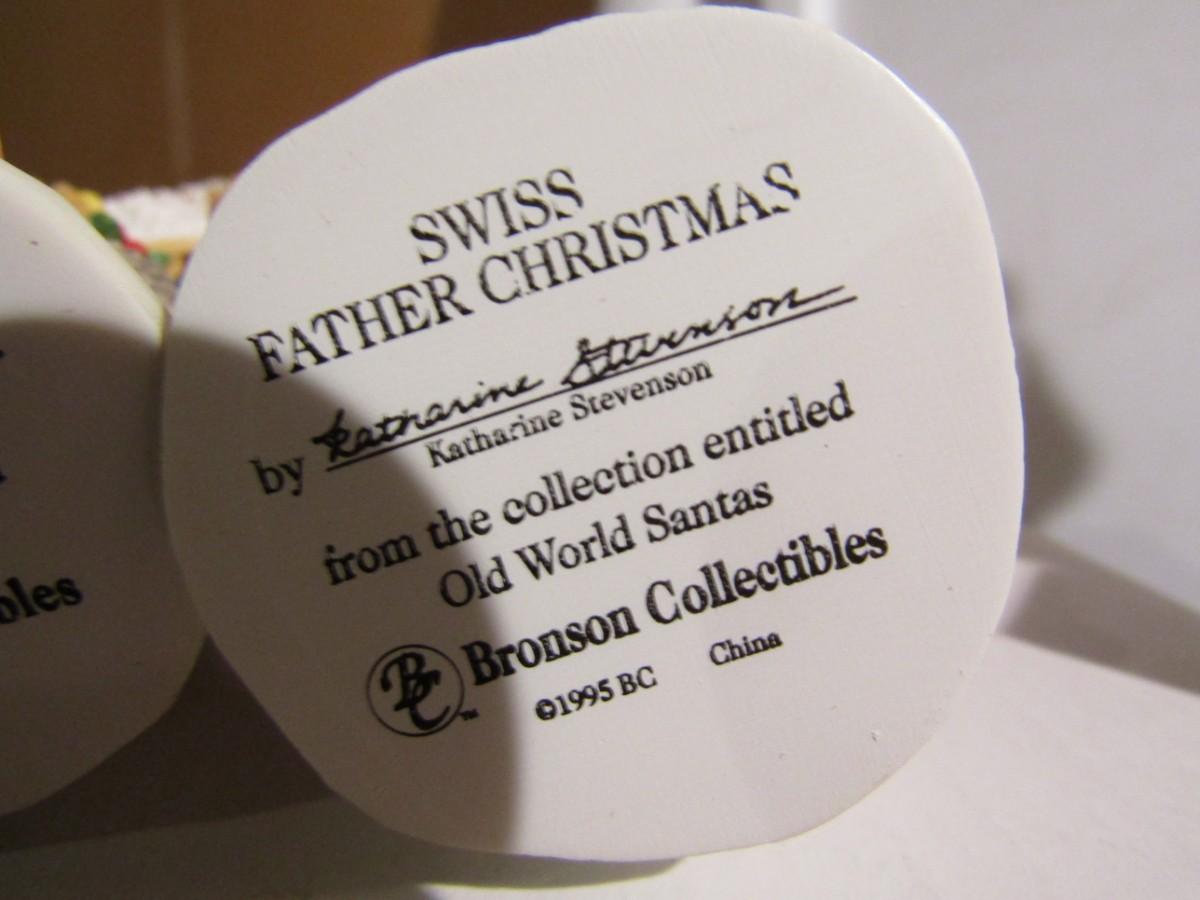 SWISS
FATHER CHRISTMAS
by Katharine Stevenson
Katharine Stevenson
from the collection entitled
Old World Santas
BC Bronson Collectibles
TM
©1995 BC China
bles